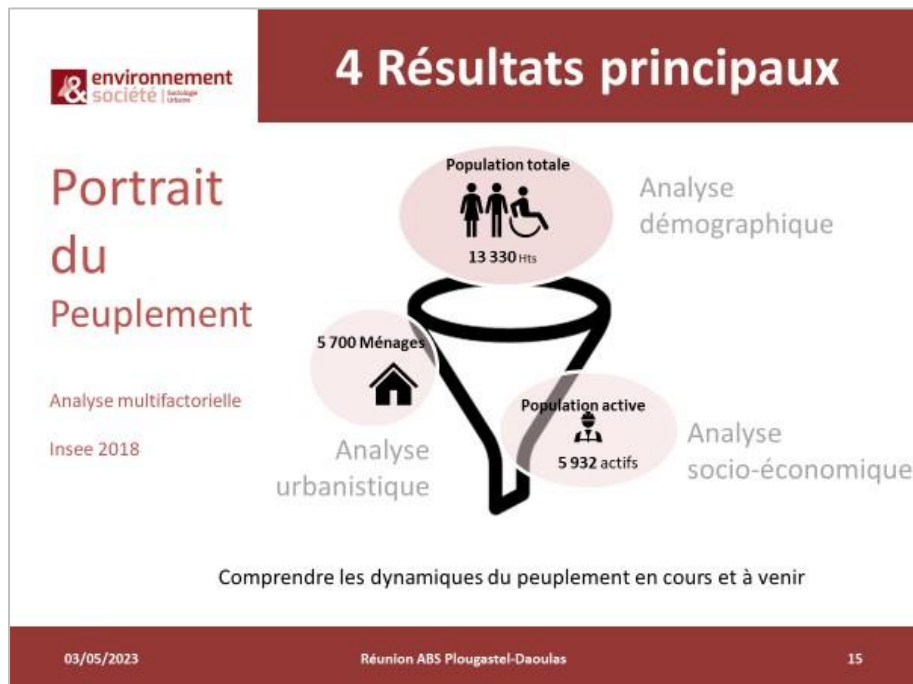 environnement
& société | Sociologie
Urbaine
4 Résultats principaux
Portrait
du
Peuplement
Analyse multifactorielle
Insee 2018
Population totale
13 330 Hts
Analyse
démographique
5 700 Ménages
Analyse
urbanistique
Population active
5 932 actifs
Analyse
socio-économique
Comprendre les dynamiques du peuplement en cours et à venir
03/05/2023
Réunion ABS Plougastel-Daoulas
15